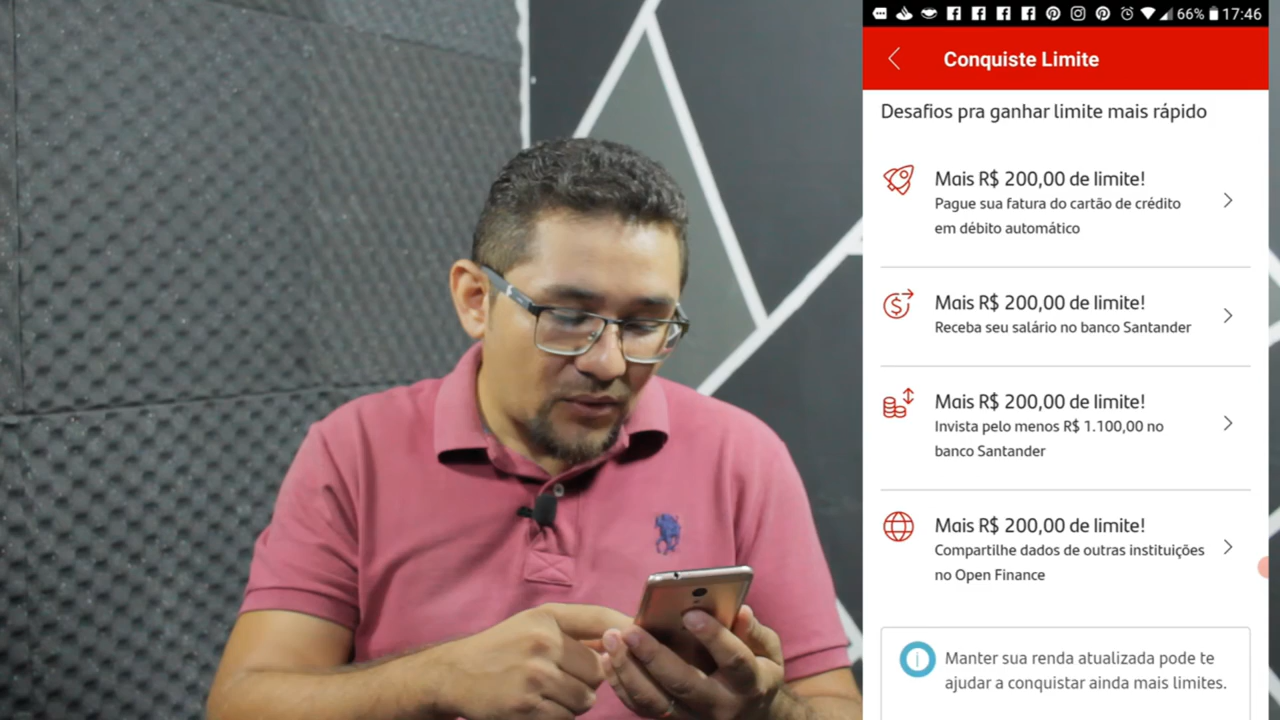 66% 17:46
Conquiste Limite
Desafios pra ganhar limite mais rápido
Mais R$ 200,00 de limite!
Pague sua fatura do cartão de crédito
em débito automático
Mais R$ 200,00 de limite!
Receba seu salário no banco Santander
Mais R$ 200,00 de limite!
Invista pelo menos R$ 1.100,00 no
banco Santander
Mais R$ 200,00 de limite!
Compartilhe dados de outras instituições
no Open Finance
Manter sua renda atualizada pode te
ajudar a conquistar ainda mais limites.